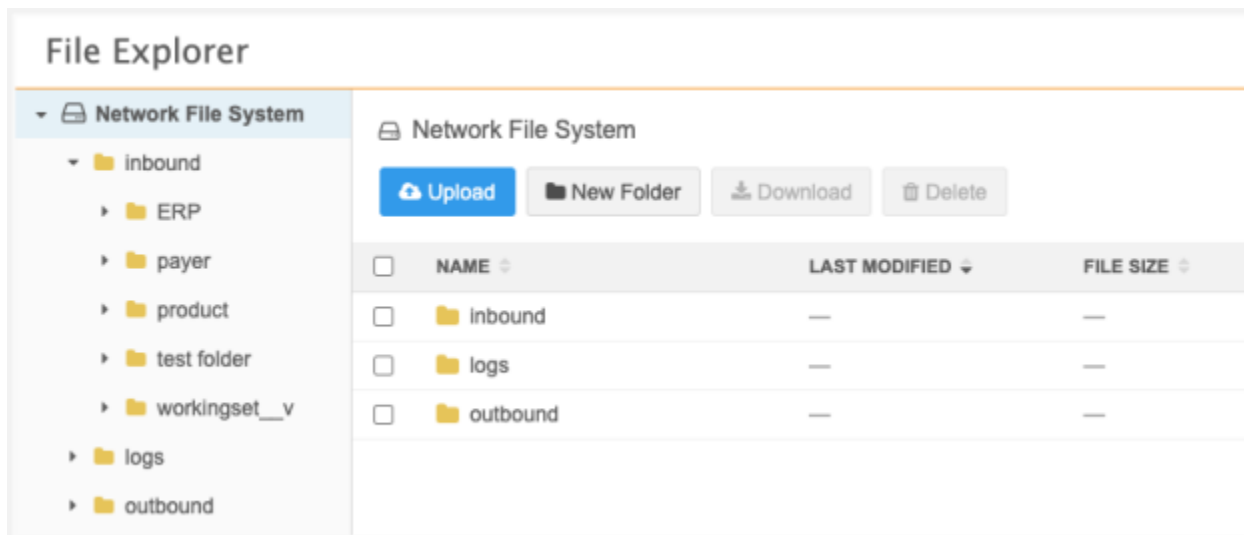 File Explorer
Network File System
inbound
ERP
payer
product
test folder
workingset__v
logs
outbound
Network File System
Upload New Folder Download Delete
NAME LAST MODIFIED FILE SIZE
inbound — —
logs — —
outbound — —